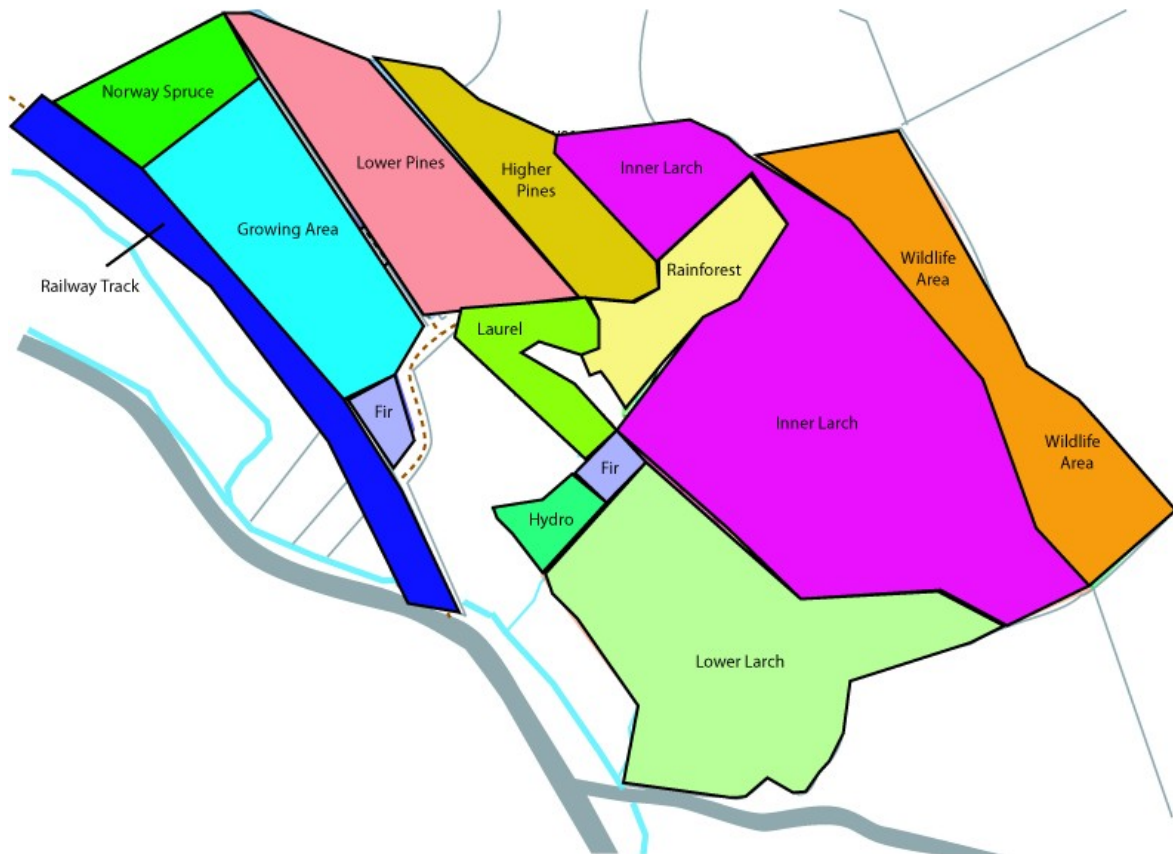 Norway Spruce
Lower Pines
Higher
Pines
Inner Larch
Growing Area
Rainforest
Wildlife
Area
Railway Track
Laurel
Fir
Inner Larch
Wildlife
Area
Fir
Hydro
Lower Larch